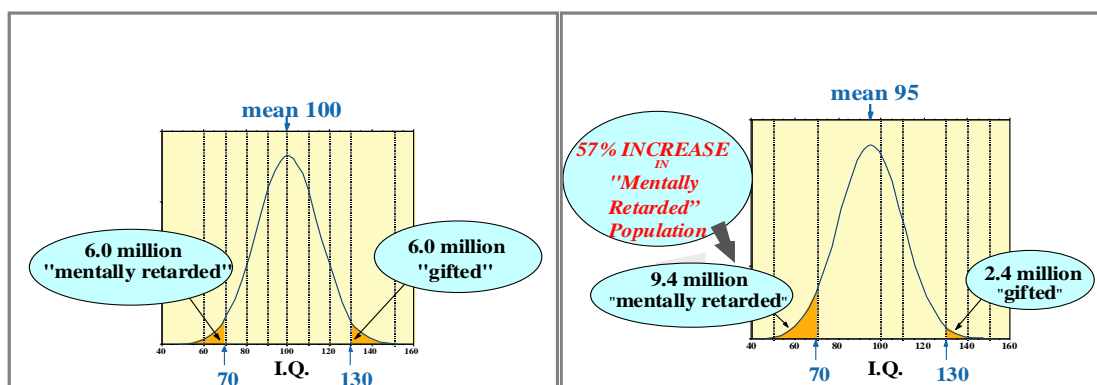 mean 100
6.0 million
"mentally retarded"
6.0 million
"gifted"
40 60 80 100 120 140 160
I.Q.
70
130
mean 95
57% INCREASE
IN
"Mentally
Retarded”
Population
9.4 million
"mentally retarded"
2.4 million
"gifted"
40 60 80 100 120 140 160
I.Q.
70
130